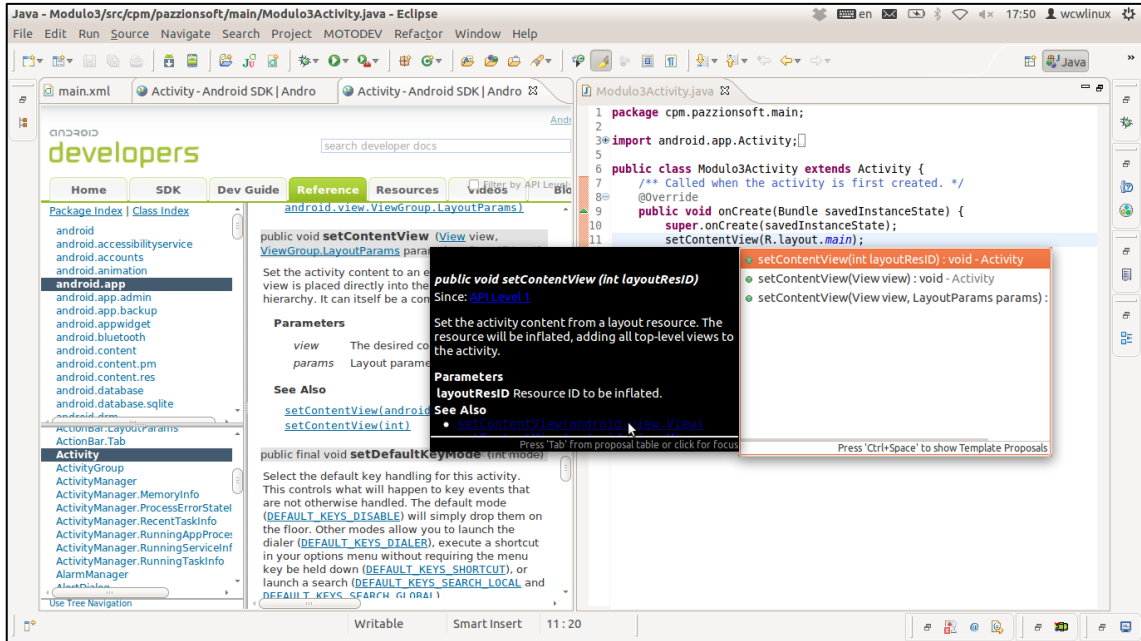 Java - Modulo3/src/cpm/pazzionsoft/main/Modulo3Activity.java - Eclipse
en
17:50
wcwlinux
File Edit Run Source Navigate Search Project MOTODEV Refactor Window Help
Java
main.xml
Activity - Android SDK | Andro
Activity - Android SDK | Andro
Modulo3Activity.java
Andr
android
developers
search developer docs
Home
SDK
Dev Guide
Reference
Resources
Videos
Filter by API Level
Blo
Package Index | Class Index
android
android.accessibilityservice
android.accounts
android.animation
android.app
android.app.admin
android.app.backup
android.appwidget
android.bluetooth
android.content
android.content.pm
android.content.res
android.database
android.database.sqlite
android.drm
ActionBar.LayoutParams
ActionBar.Tab
Activity
ActivityGroup
ActivityManager
ActivityManager.MemoryInfo
ActivityManager.ProcessErrorStateI
ActivityManager.RecentTaskInfo
ActivityManager.RunningAppProces
ActivityManager.RunningServiceInf
ActivityManager.RunningTaskInfo
AlarmManager
AlertDialog
Use Tree Navigation
android.view.ViewGroup.LayoutParams)
public void setContentView (View view,
ViewGroup.LayoutParams para
Set the activity content to an e
view is placed directly into the
hierarchy. It can itself be a con
Parameters
view The desired co
params Layout parame
See Also
setContentView(android
setContentView(int)
public final void setDefaultKeyMode (int mode)
Select the default key handling for this activity.
This controls what will happen to key events that
are not otherwise handled. The default mode
(DEFAULT_KEYS_DISABLE) will simply drop them on
the floor. Other modes allow you to launch the
dialer (DEFAULT_KEYS_DIALER), execute a shortcut
in your options menu without requiring the menu
key be held down (DEFAULT_KEYS_SHORTCUT), or
launch a search (DEFAULT_KEYS_SEARCH_LOCAL and
DEFAULT_KEYS_SEARCH_GLOBAL)
public void setContentView (int layoutResID)
Since: API Level 1
Set the activity content from a layout resource. The
resource will be inflated, adding all top-level views to
the activity.
Parameters
layoutResID Resource ID to be inflated.
See Also
setContentView(android.view.View)
Press 'Tab' from proposal table or click for focus
1 package cpm.pazzionsoft.main;
2
3 import android.app.Activity;
5
6 public class Modulo3Activity extends Activity {
7 /** Called when the activity is first created. */
8 @Override
9 public void onCreate(Bundle savedInstanceState) {
10 super.onCreate(savedInstanceState);
11 setContentView(R.layout.main);
setContentView(int layoutResID) : void - Activity
setContentView(View view) : void - Activity
setContentView(View view, LayoutParams params) :
Press 'Ctrl+Space' to show Template Proposals
Writable
Smart Insert
11 : 20